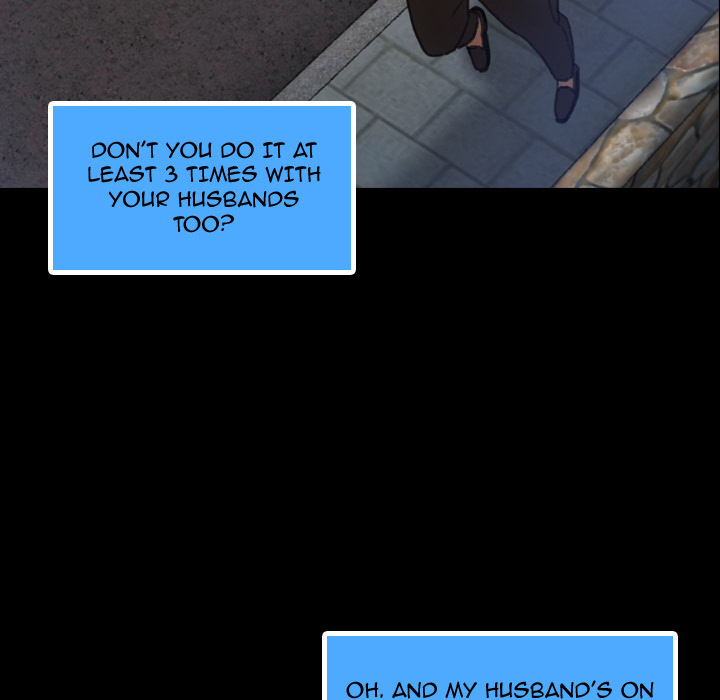 DON'T YOU DO IT AT
LEAST 3 TIMES WITH
YOUR HUSBANDS
TOO?
OH, AND MY HUSBAND'S ON